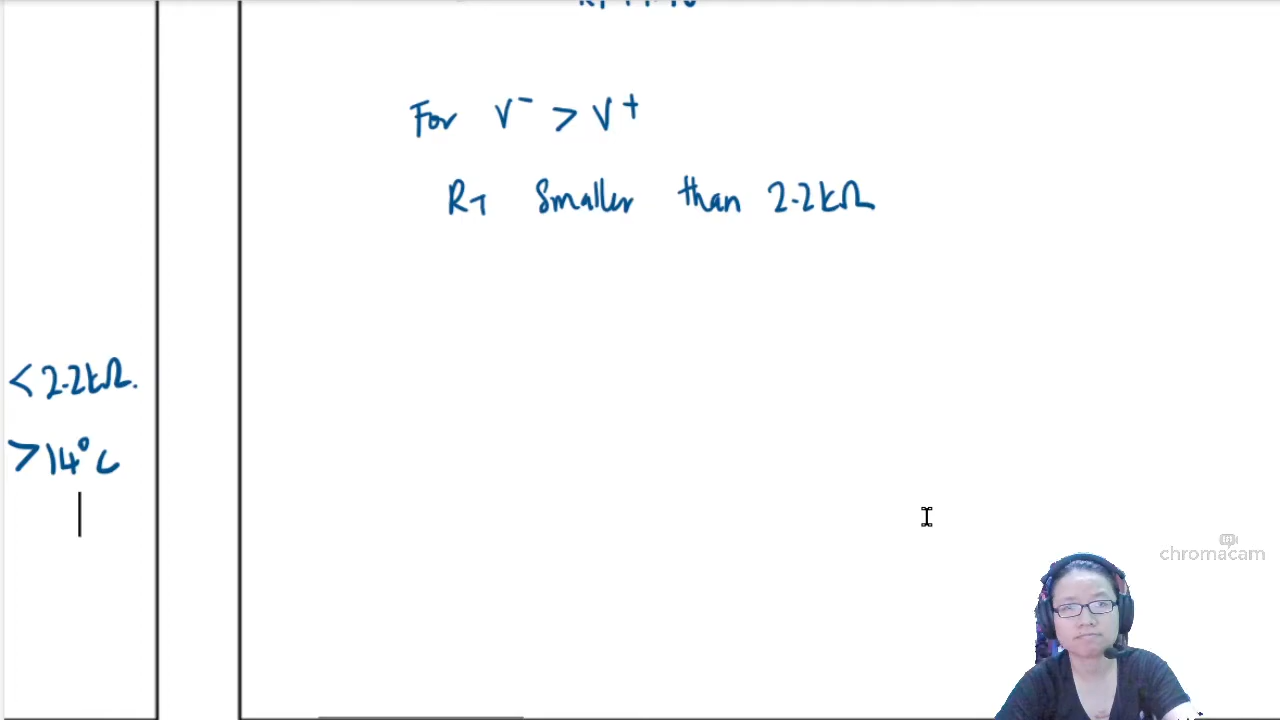 For V⁻ > V⁺
RT Smaller than 2.2kΩ
< 2.2kΩ.
> 14°C
chromacam